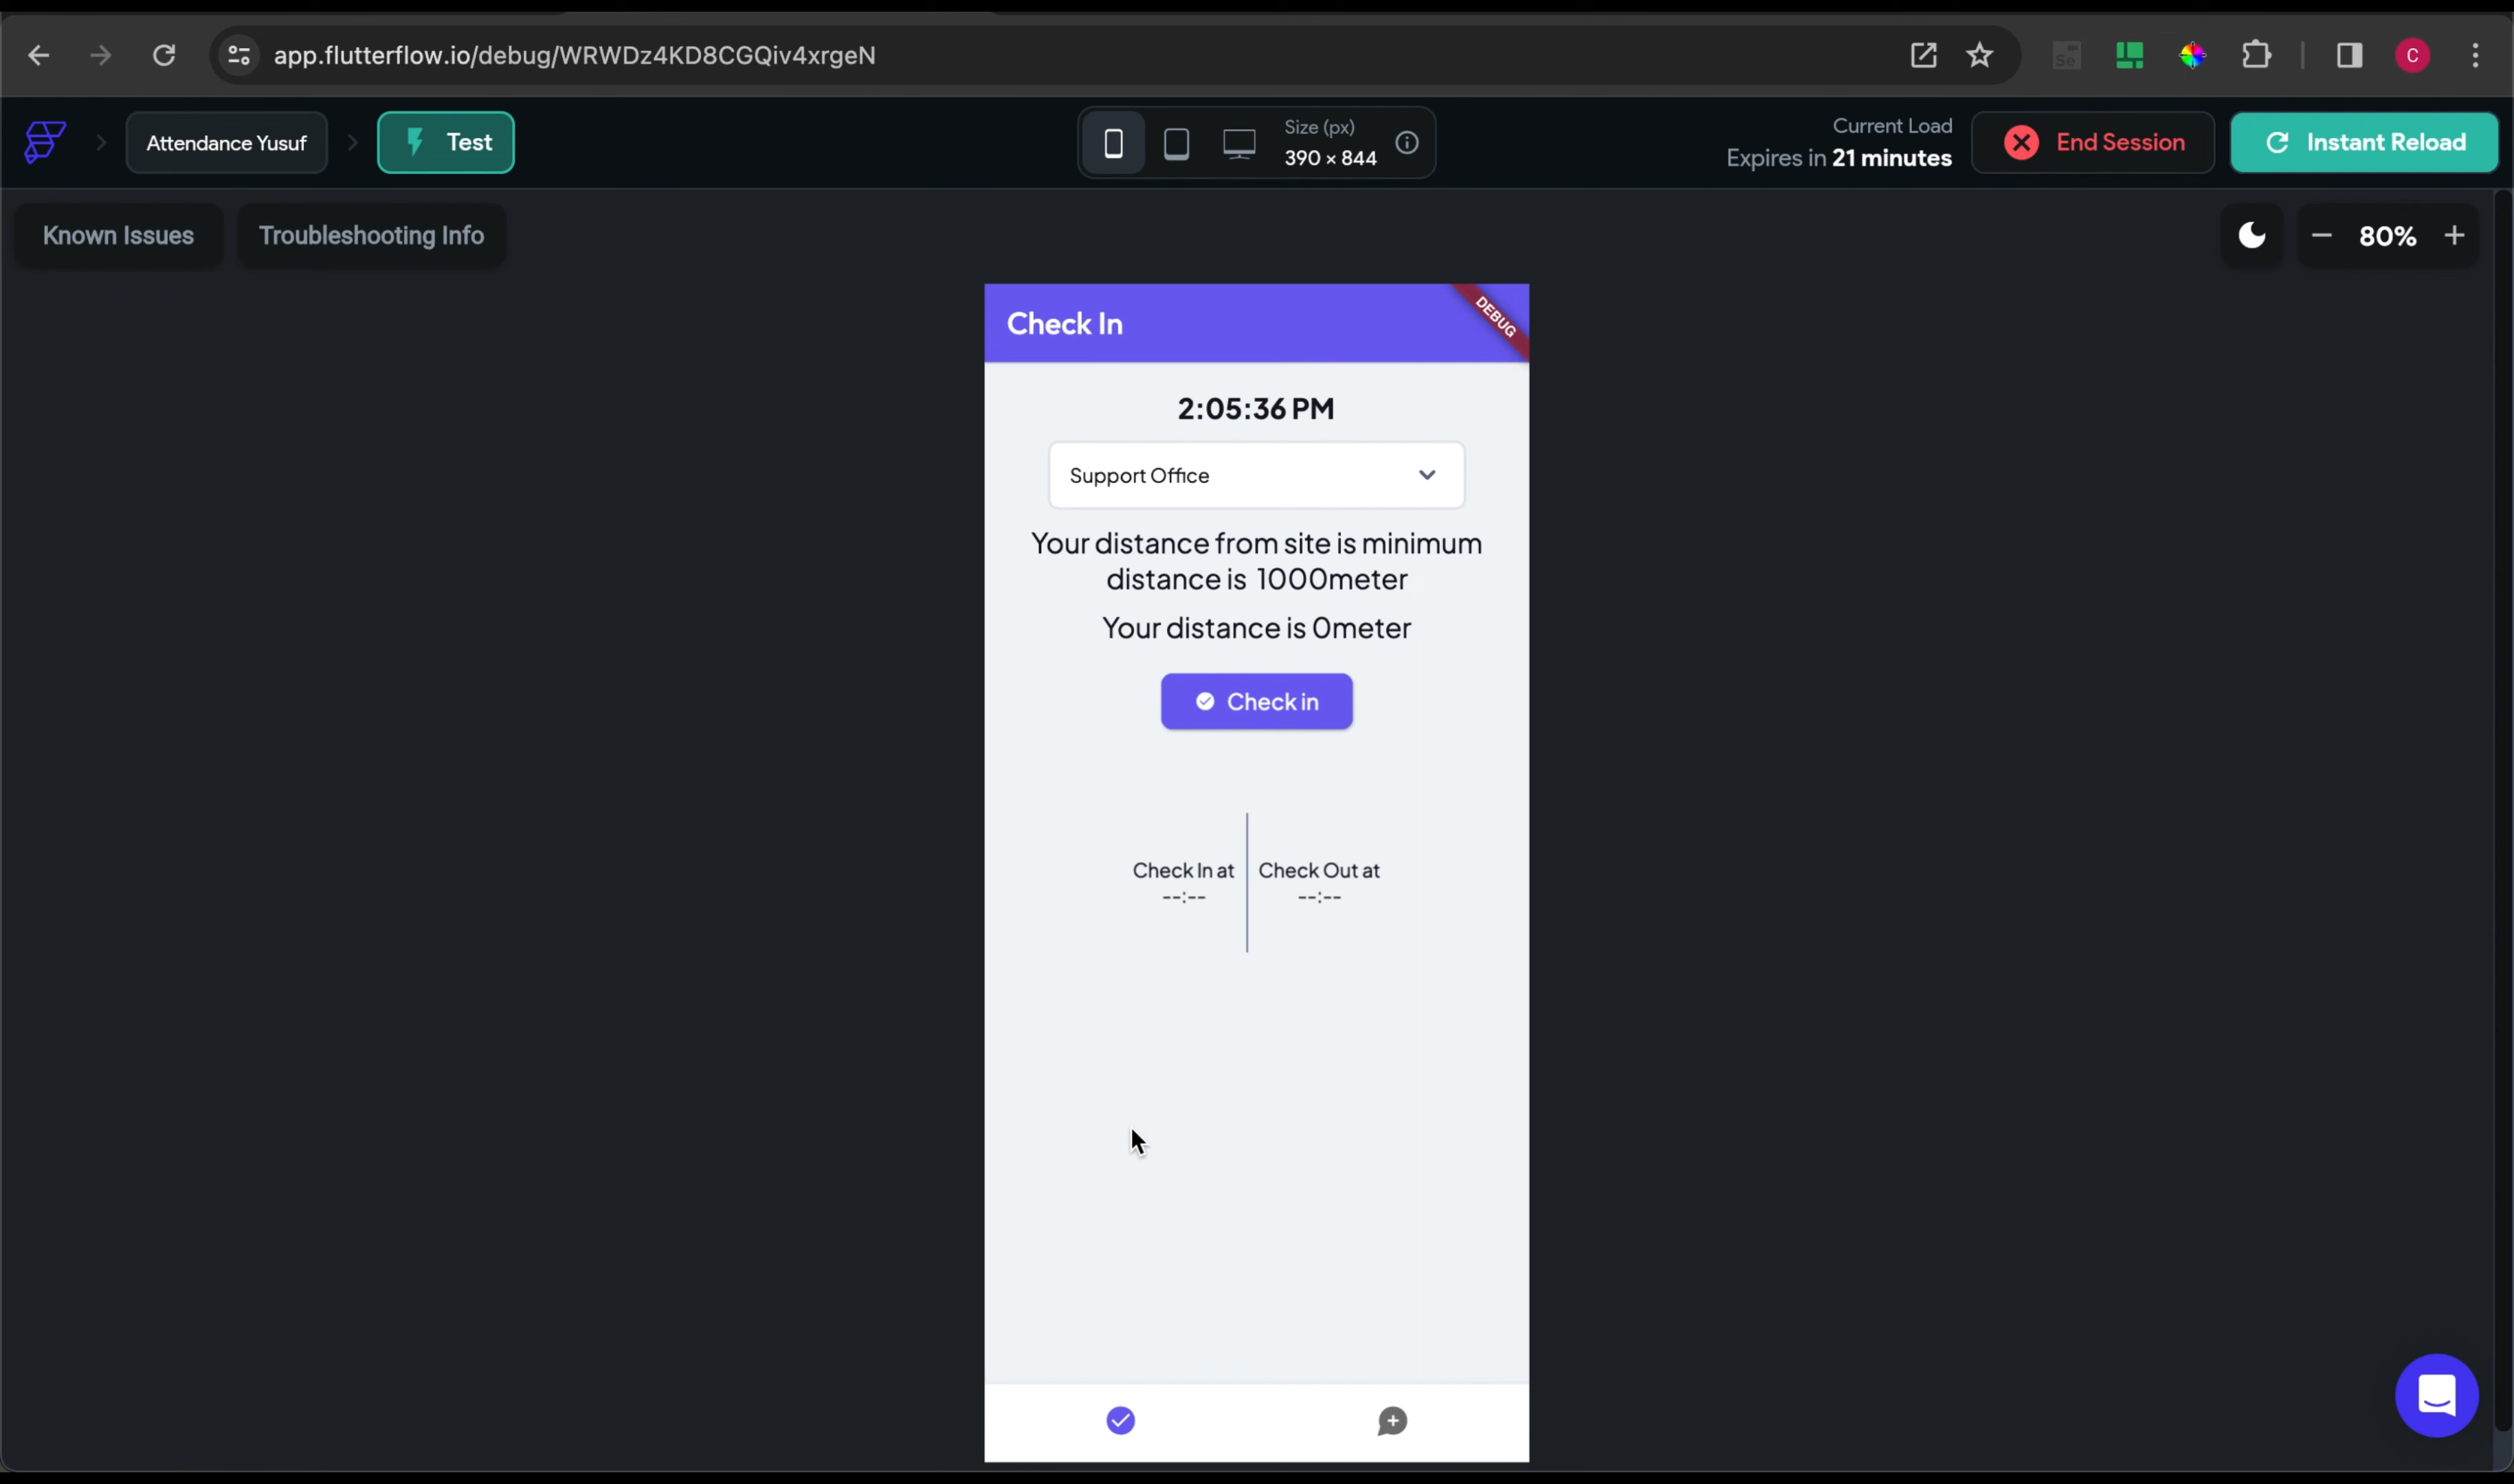 app.flutterflow.io/debug/WRWDz4KD8CGQiv4xrgeN
C
Attendance Yusuf
Test
Size (px)
390 × 844
Current Load
Expires in 21 minutes
End Session
Instant Reload
Known Issues
Troubleshooting Info
80%
Check In
DEBUG
2:05:36 PM
Support Office
Your distance from site is minimum
distance is 1000meter
Your distance is 0meter
Check in
Check In at
--:--
Check Out at
--:--